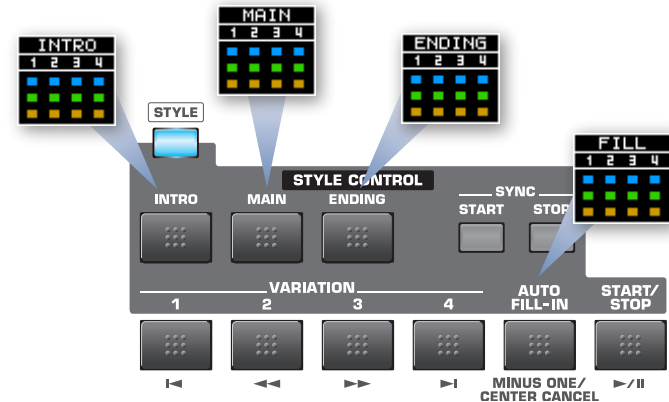 MAIN
1 2 3 4
INTRO
1 2 3 4
ENDING
1 2 3 4
STYLE
FILL
1 2 3 4
STYLE CONTROL
SYNC
INTRO MAIN ENDING START STOP
VARIATION
1 2 3 4 AUTO FILL-IN START/STOP
MINUS ONE/
CENTER CANCEL